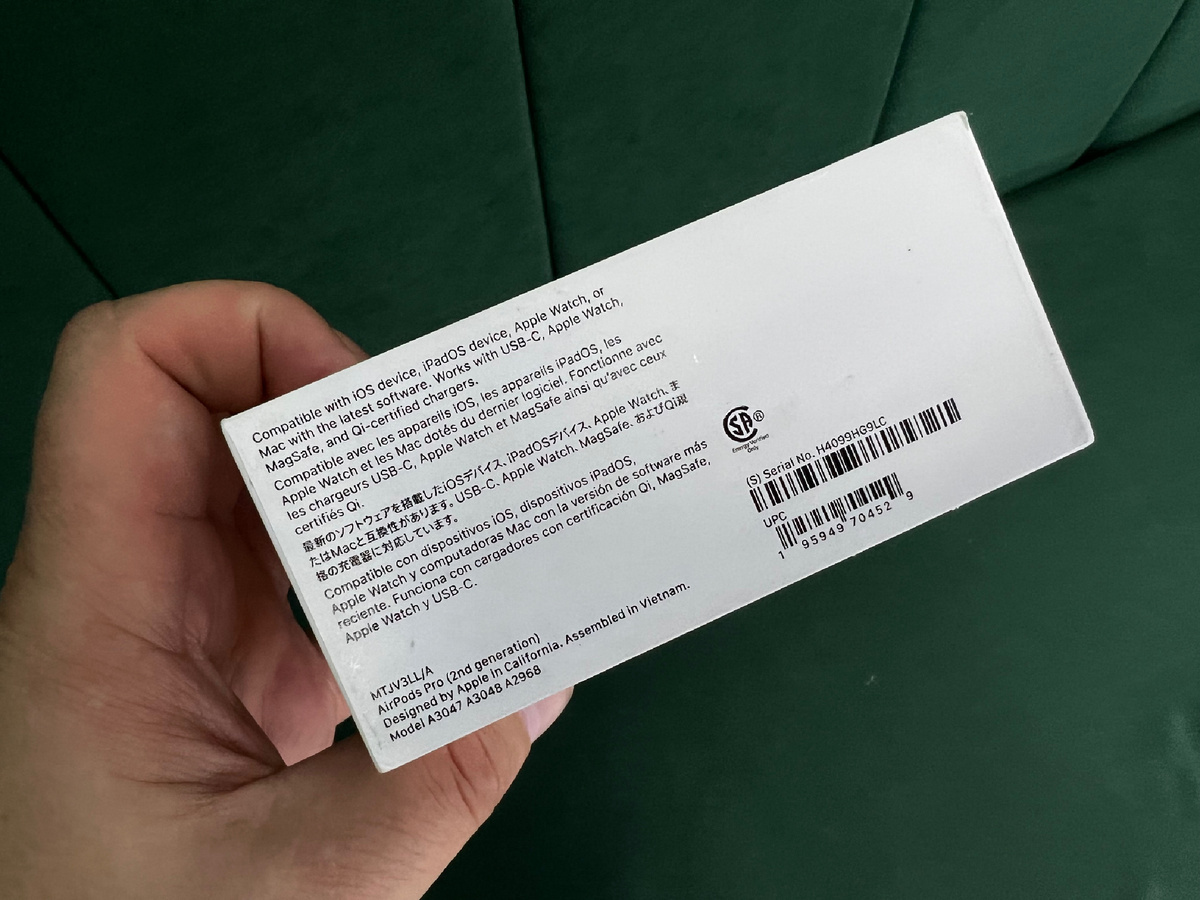 Compatible with iOS device, iPadOS device, Apple Watch, or
Mac with the latest software. Works with USB-C, Apple Watch,
MagSafe, and Qi-certified chargers.
Compatible avec les appareils iOS, les appareils iPadOS, les
Apple Watch et les Mac dotés du dernier logiciel. Fonctionne avec
les chargeurs USB-C, Apple Watch et MagSafe ainsi qu'avec ceux
certifiés Qi.
最新のソフトウェアを搭載したiOSデバイス、iPadOSデバイス、Apple Watch、ま
たはMacと互換性があります。USB-C、Apple Watch、MagSafe、およびQi規
格の充電器に対応しています。
Compatible con dispositivos iOS, dispositivos iPadOS,
Apple Watch y computadoras Mac con la versión de software más
reciente. Funciona con cargadores con certificación Qi, MagSafe,
Apple Watch y USB-C.
MTJV3LL/A
AirPods Pro (2nd generation)
Designed by Apple in California. Assembled in Vietnam.
Model A3047 A3048 A2968
SA®
Energy Verified
Only
(S) Serial No. H4099HG9LC
UPC
1 95949 70452 9